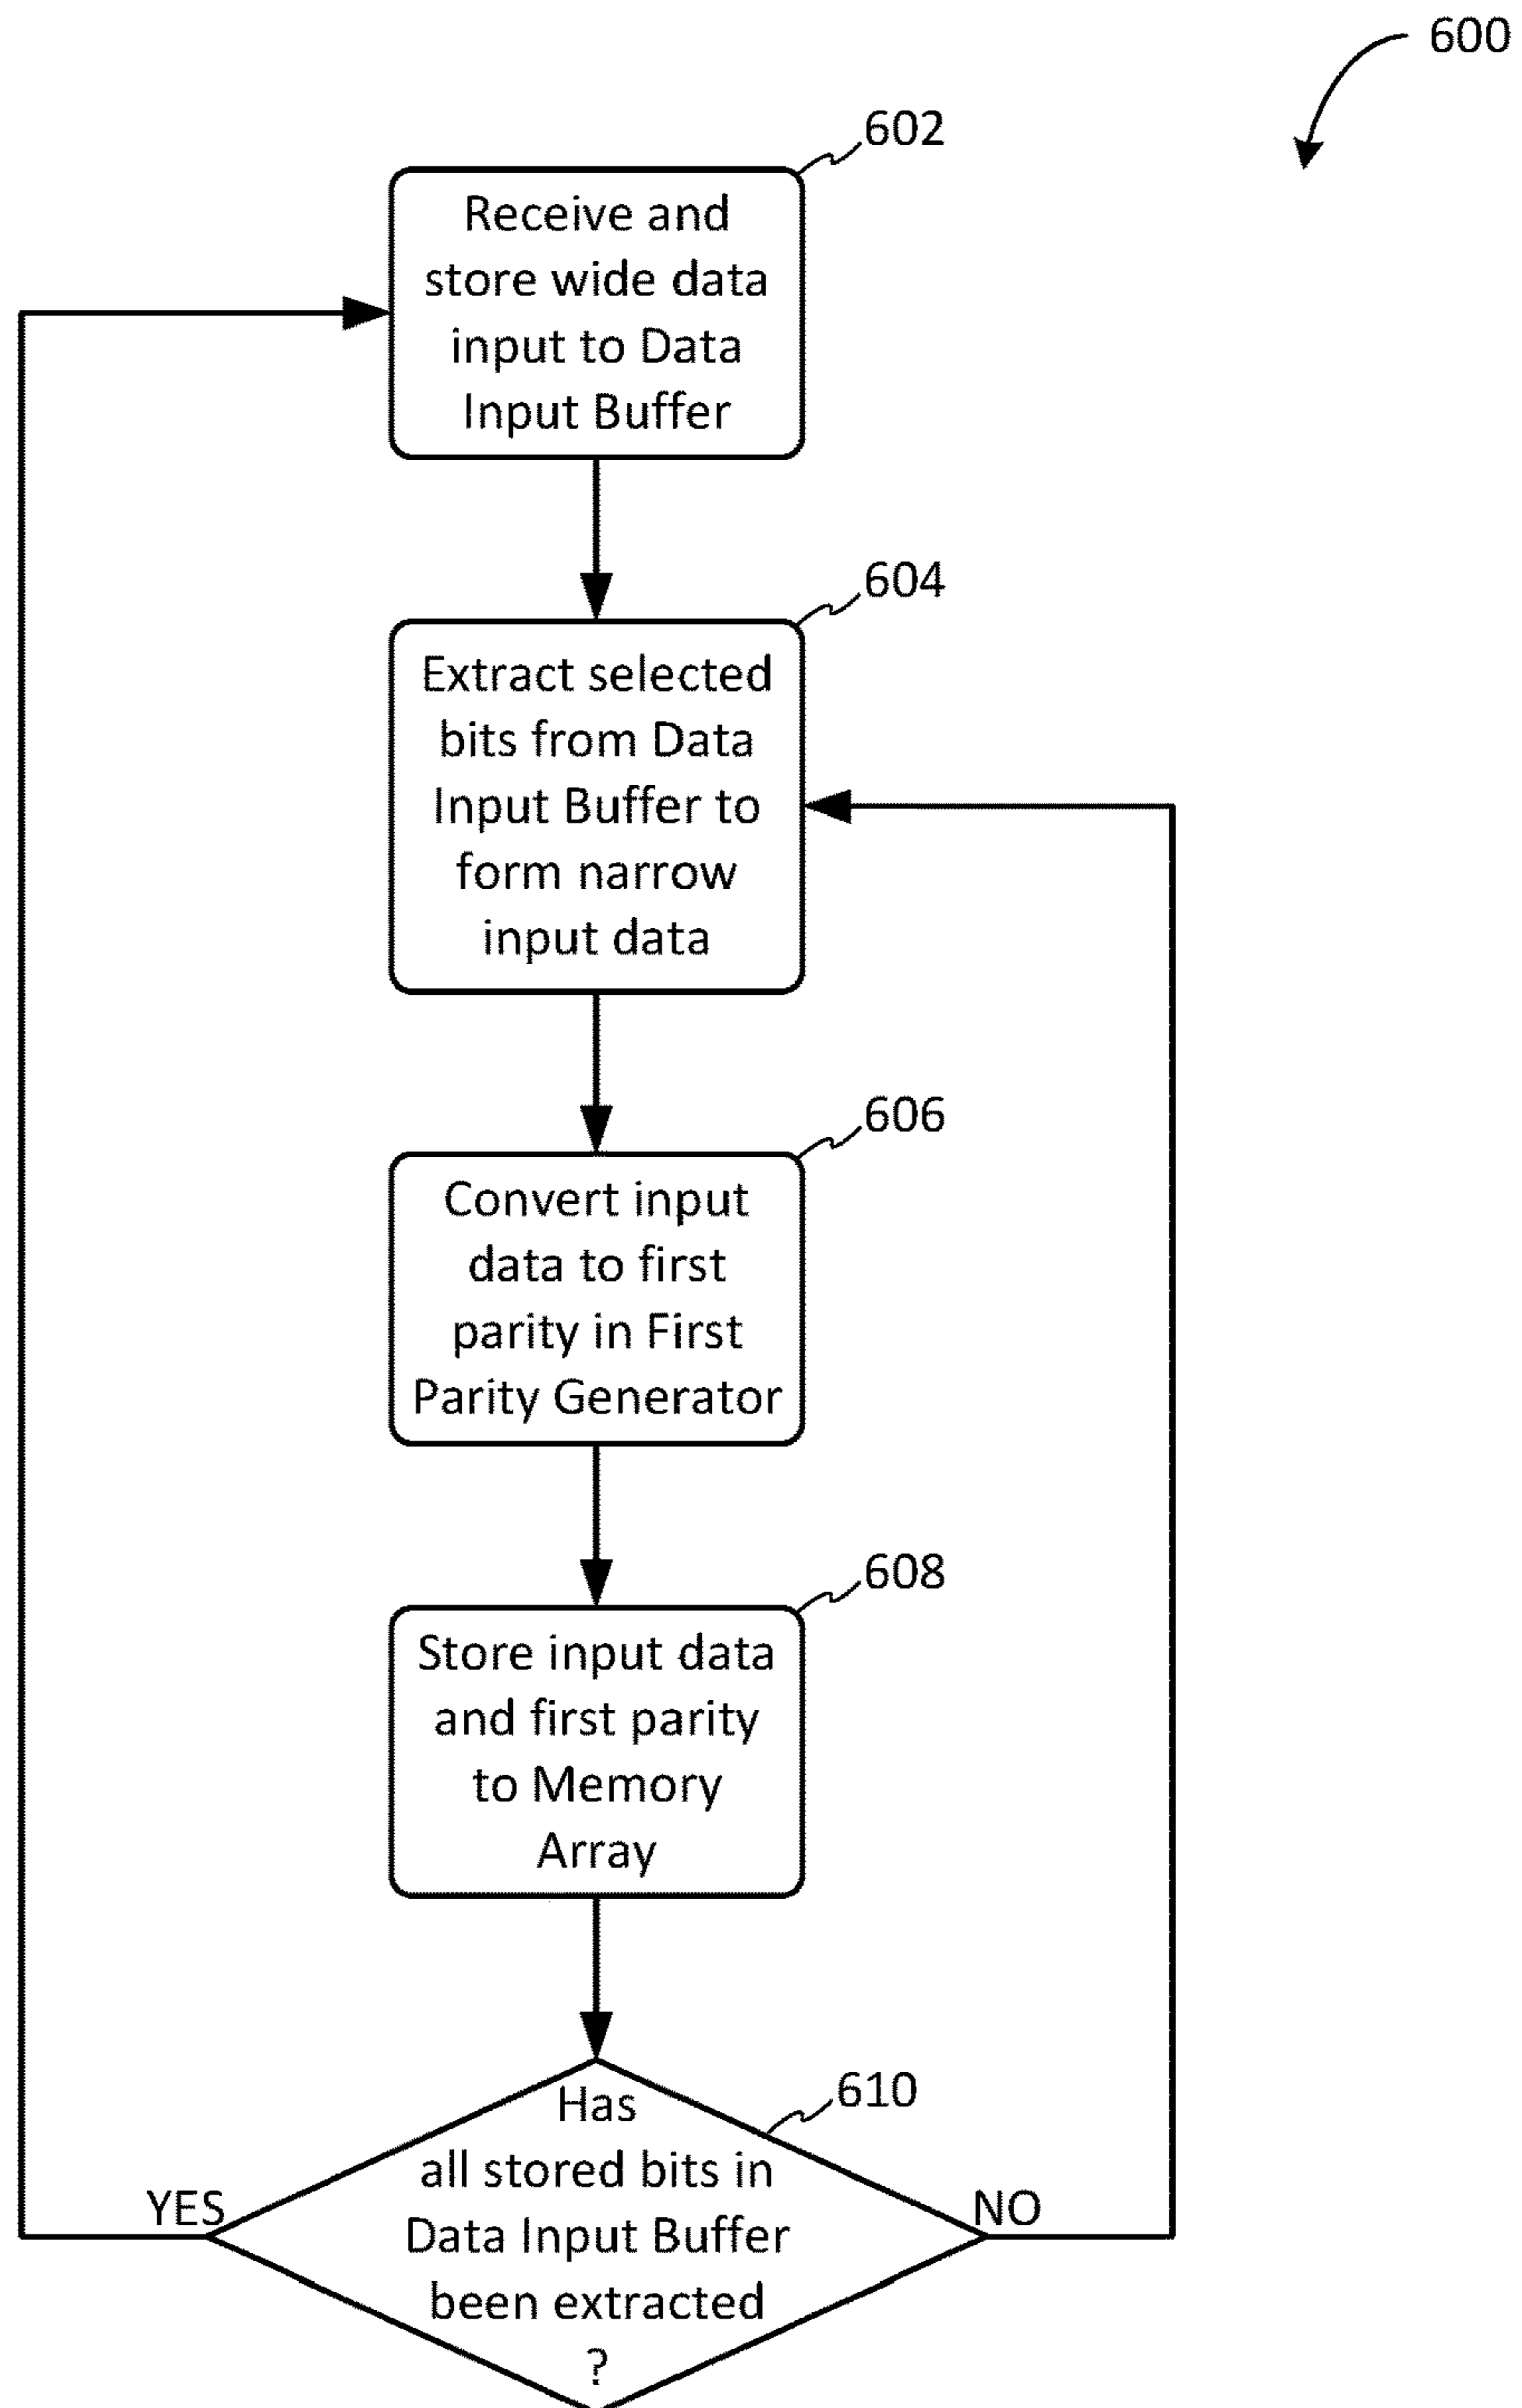 600
602
Receive and
store wide data
input to Data
Input Buffer
604
Extract selected
bits from Data
Input Buffer to
form narrow
input data
606
Convert input
data to first
parity in First
Parity Generator
608
Store input data
and first parity
to Memory
Array
610
Has
all stored bits in
Data Input Buffer
been extracted
?
YES
NO